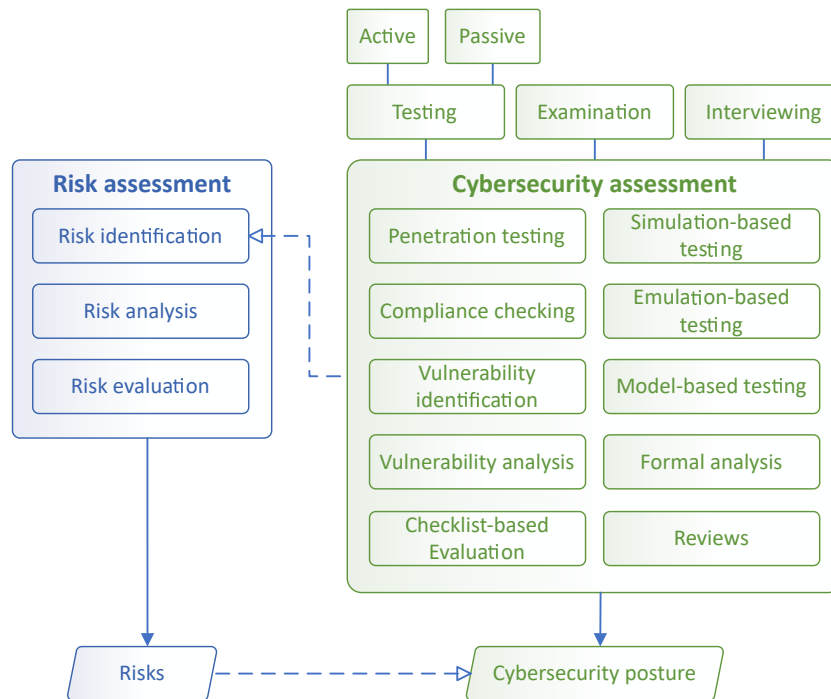 Active
Passive
Testing
Examination
Interviewing
Risk assessment
Risk identification
Risk analysis
Risk evaluation
Cybersecurity assessment
Penetration testing
Simulation-based
testing
Compliance checking
Emulation-based
testing
Vulnerability
identification
Model-based testing
Vulnerability analysis
Formal analysis
Checklist-based
Evaluation
Reviews
Risks
Cybersecurity posture